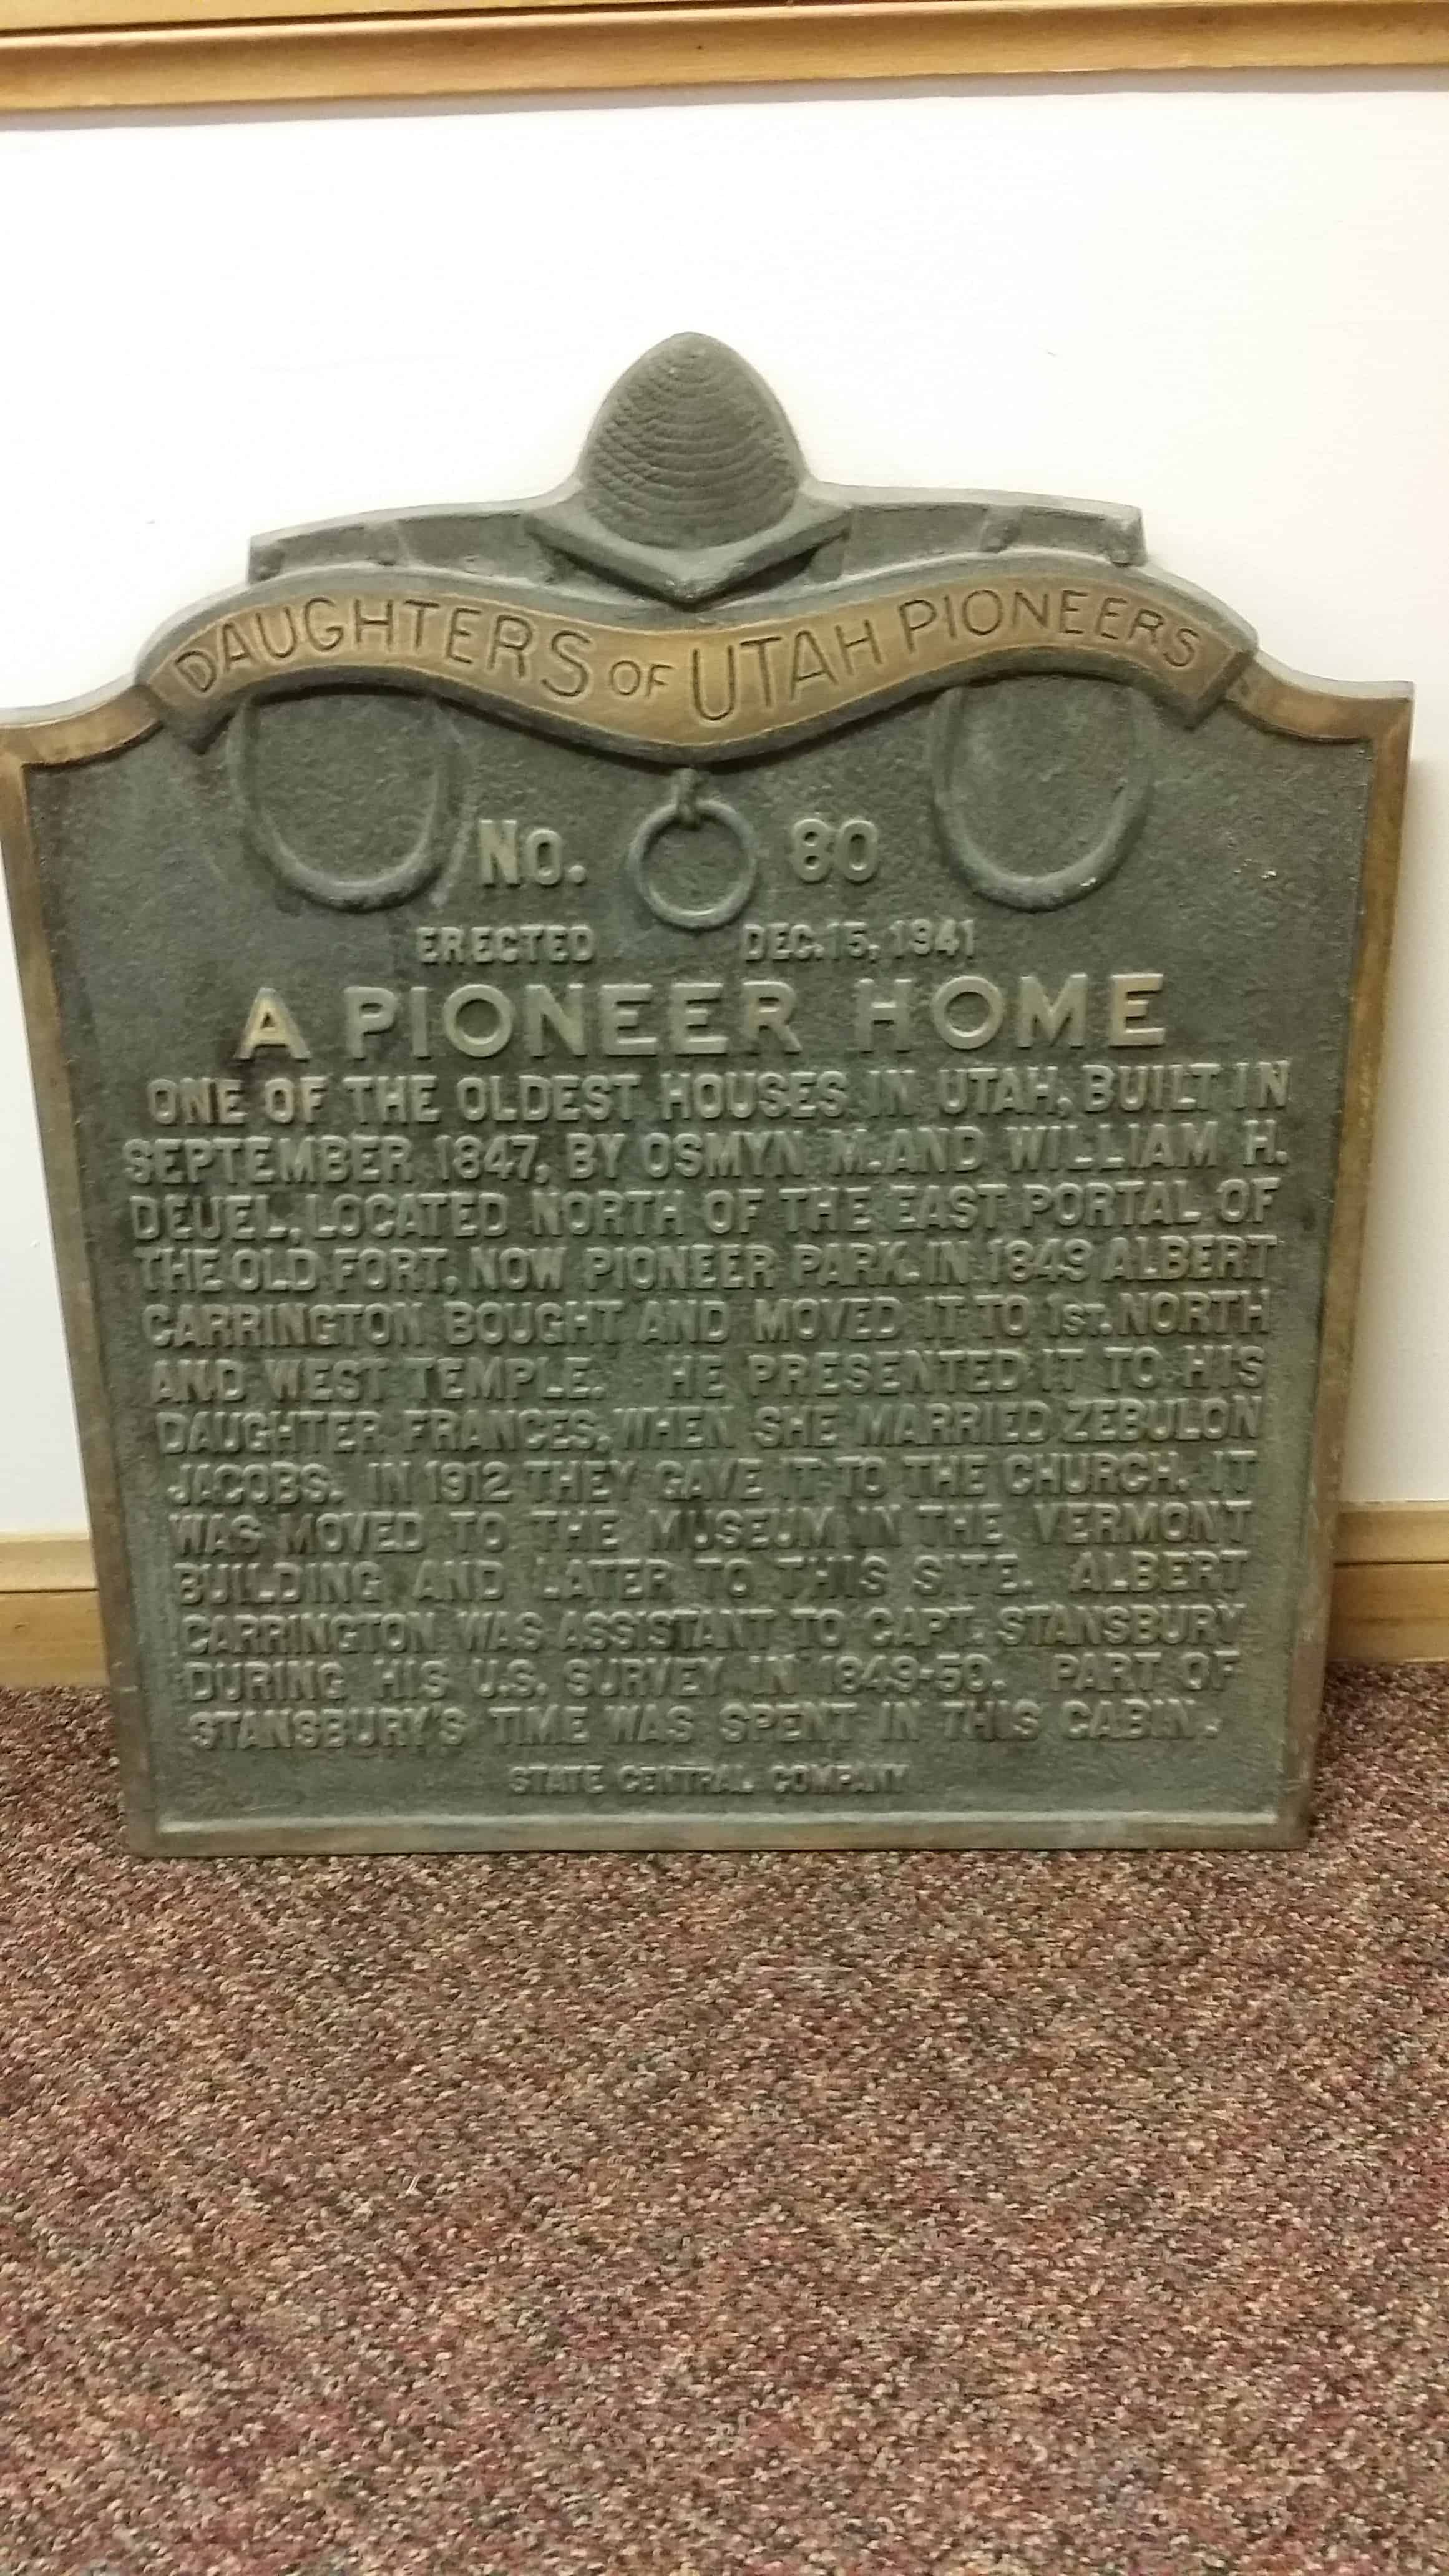 DAUGHTERS OF UTAH PIONEERS
No. 80
ERECTED DEC. 15, 1941
A PIONEER HOME
ONE OF THE OLDEST HOUSES IN UTAH, BUILT IN
SEPTEMBER 1847, BY OSMYN M. AND WILLIAM H.
DEUEL, LOCATED NORTH OF THE EAST PORTAL OF
THE OLD FORT, NOW PIONEER PARK. IN 1849 ALBERT
CARRINGTON BOUGHT AND MOVED IT TO 1ST. NORTH
AND WEST TEMPLE. HE PRESENTED IT TO HIS
DAUGHTER FRANCES, WHEN SHE MARRIED ZEBULON
JACOBS. IN 1912 THEY GAVE IT TO THE CHURCH. IT
WAS MOVED TO THE MUSEUM IN THE VERMONT
BUILDING AND LATER TO THIS SITE. ALBERT
CARRINGTON WAS ASSISTANT TO CAPT. STANSBURY
DURING HIS U.S. SURVEY IN 1849-50. PART OF
STANSBURY'S TIME WAS SPENT IN THIS CABIN.
STATE CENTRAL COMPANY